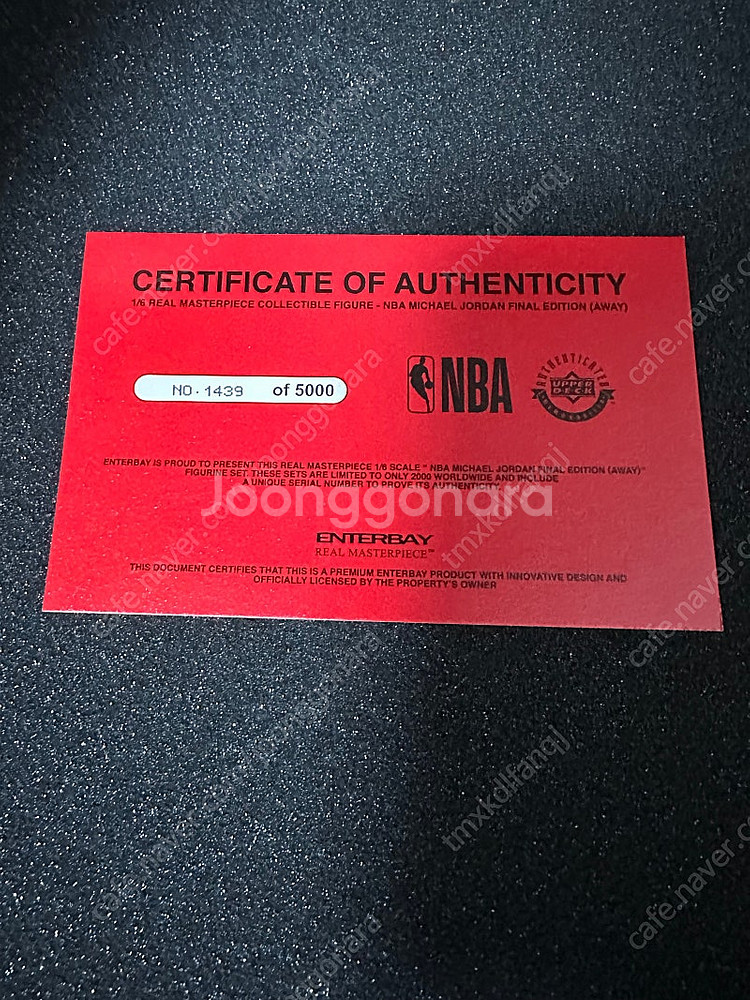 CERTIFICATE OF AUTHENTICITY
1/6 REAL MASTERPIECE COLLECTIBLE FIGURE - NBA MICHAEL JORDAN FINAL EDITION (AWAY)
NO.1439 of 5000
NBA
AUTHENTICATED
UPPER
DECK
ENTERBAY IS PROUD TO PRESENT THIS REAL MASTERPIECE 1/6 SCALE " NBA MICHAEL JORDAN FINAL EDITION (AWAY)"
FIGURINE SET. THESE SETS ARE LIMITED TO ONLY 2000 WORLDWIDE AND INCLUDE
A UNIQUE SERIAL NUMBER TO PROVE ITS AUTHENTICITY.
Joonggonara
ENTERBAY
REAL MASTERPIECE™
THIS DOCUMENT CERTIFIES THAT THIS IS A PREMIUM ENTERBAY PRODUCT WITH INNOVATIVE DESIGN AND
OFFICIALLY LICENSED BY THE PROPERTY'S OWNER
cafe.naver.com/joonggonara
tmxkdlfanqj